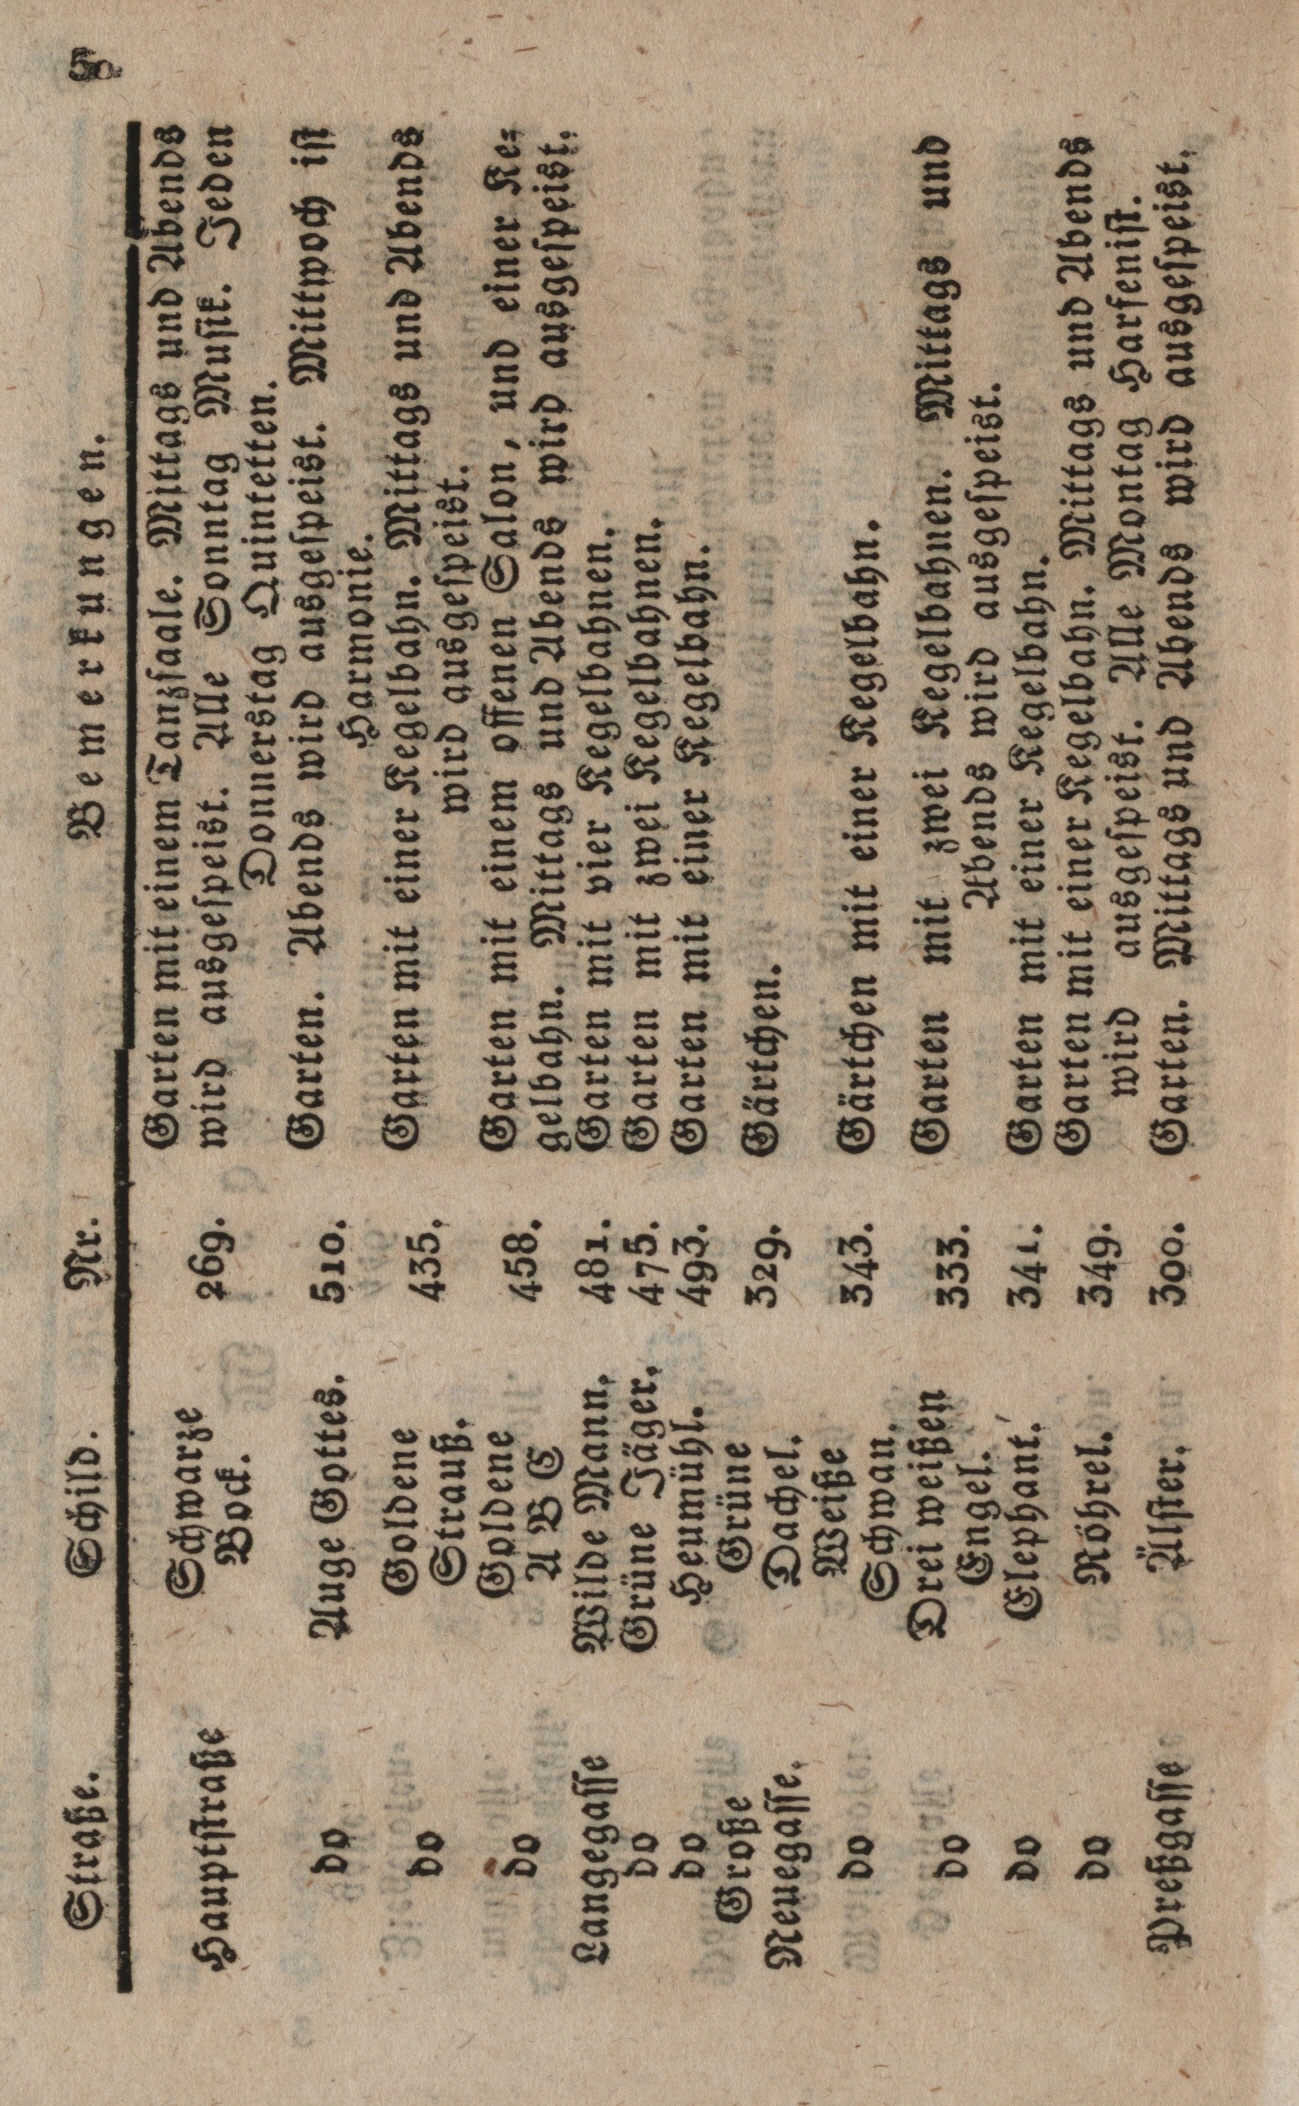 50
Straße. Schild. Nr. Bemerkungen.
Hauptstraße Schwarze Bock. 269. Garten mit einem Tanzsaale. Mittags und Abends
wird ausgespeist. Alle Sonntag Musik. Jeden
Donnerstag Quintetten.
do Auge Gottes. 510. Garten. Abends wird ausgespeist. Mittwoch ist
Harmonie.
do Goldene Strauß. 435. Garten mit einer Kegelbahn. Mittags und Abends
wird ausgespeist.
do Goldene A B C 458. Garten mit einem offenen Salon, und einer Ke-
gelbahn. Mittags und Abends wird ausgespeist.
Langegasse Wilde Mann. 481. Garten mit vier Kegelbahnen.
do Grüne Jäger. 475. Garten mit zwei Kegelbahnen.
do Heumühl. 493. Garten mit einer Kegelbahn.
Große Neuegasse. Grüne Dachel. 329. Gärtchen.
do Weiße Schwan. 343. Gärtchen mit einer Kegelbahn.
do Drei weißen Engel. 333. Garten mit zwei Kegelbahnen. Mittags und
Abends wird ausgespeist.
do Elephant. 341. Garten mit einer Kegelbahn.
do Röhrel. 349. Garten mit einer Kegelbahn. Mittags und Abends
wird ausgespeist. Alle Montag Harfenist.
Preßgasse Älster. 300. Garten. Mittags und Abends wird ausgespeist.